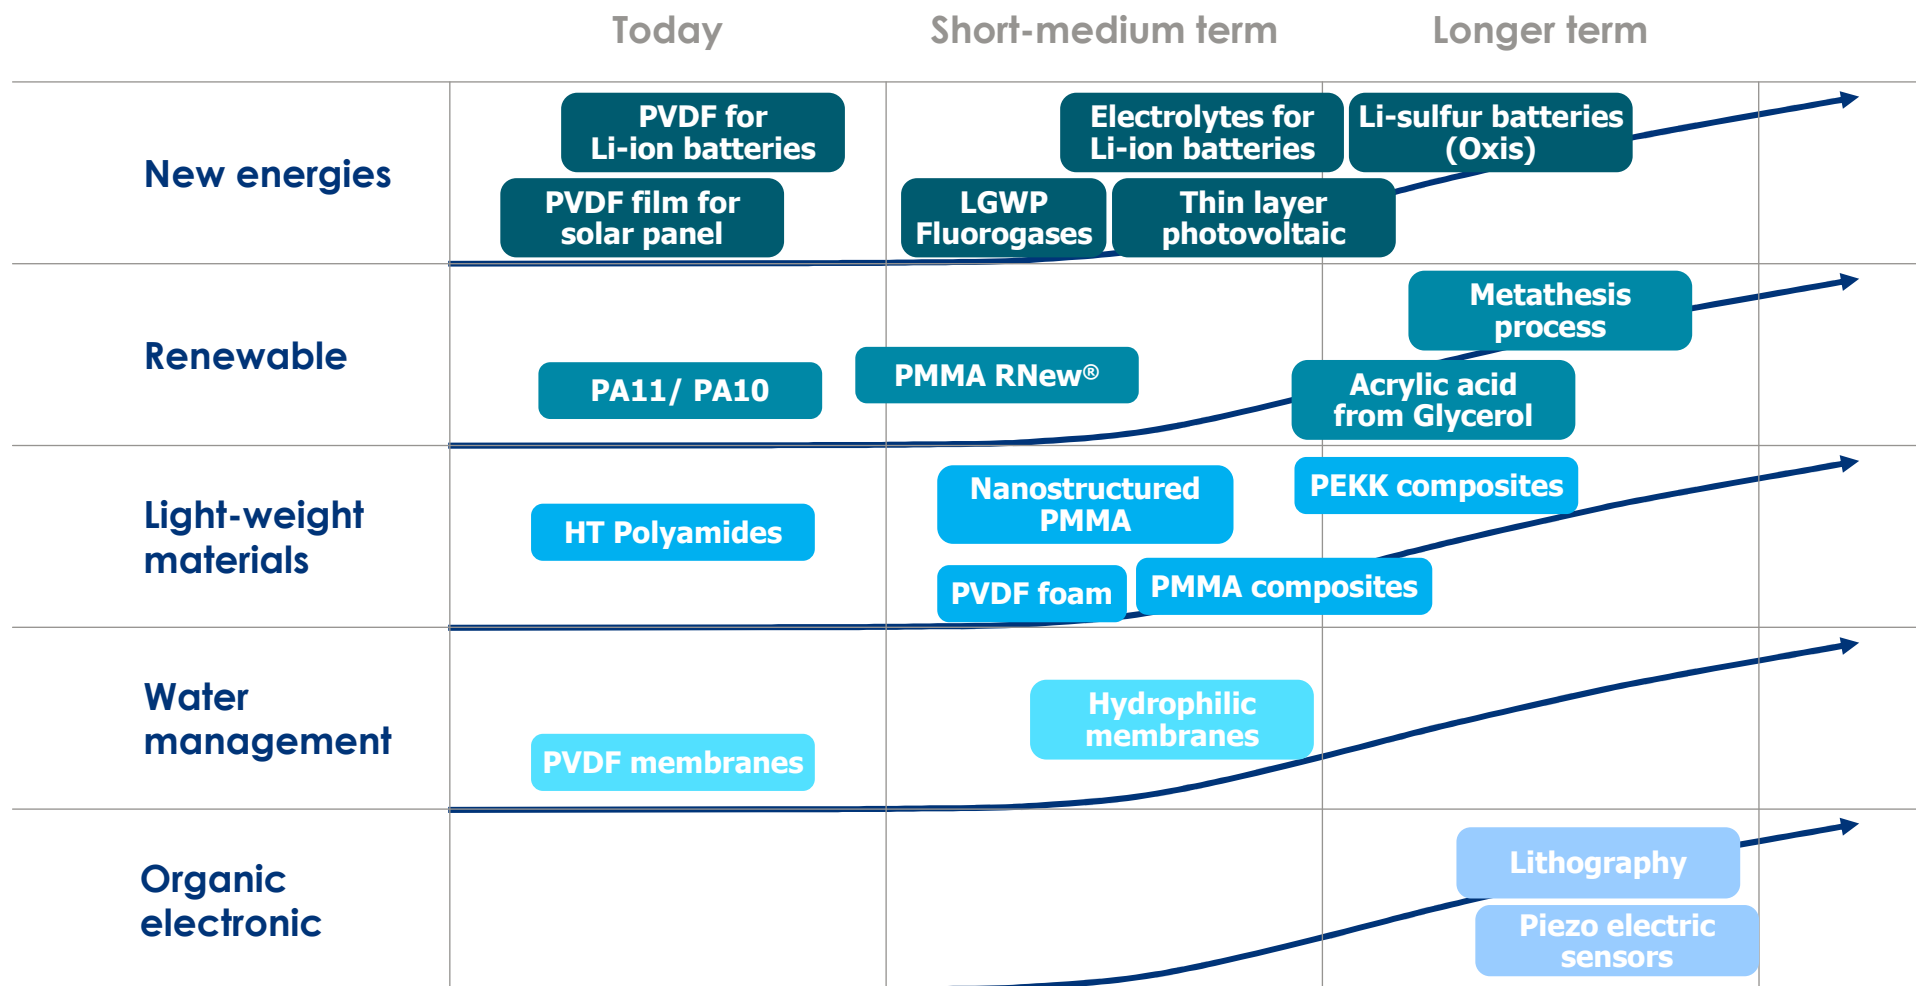 Today
Short-medium term
Longer term
New energies
PVDF for
Li-ion batteries
Electrolytes for
Li-ion batteries
Li-sulfur batteries
(Oxis)
PVDF film for
solar panel
LGWP
Fluorogases
Thin layer
photovoltaic
Renewable
Metathesis
process
PA11/ PA10
PMMA RNew®
Acrylic acid
from Glycerol
Light-weight
materials
HT Polyamides
Nanostructured
PMMA
PEKK composites
PVDF foam
PMMA composites
Water
management
PVDF membranes
Hydrophilic
membranes
Organic
electronic
Lithography
Piezo electric
sensors